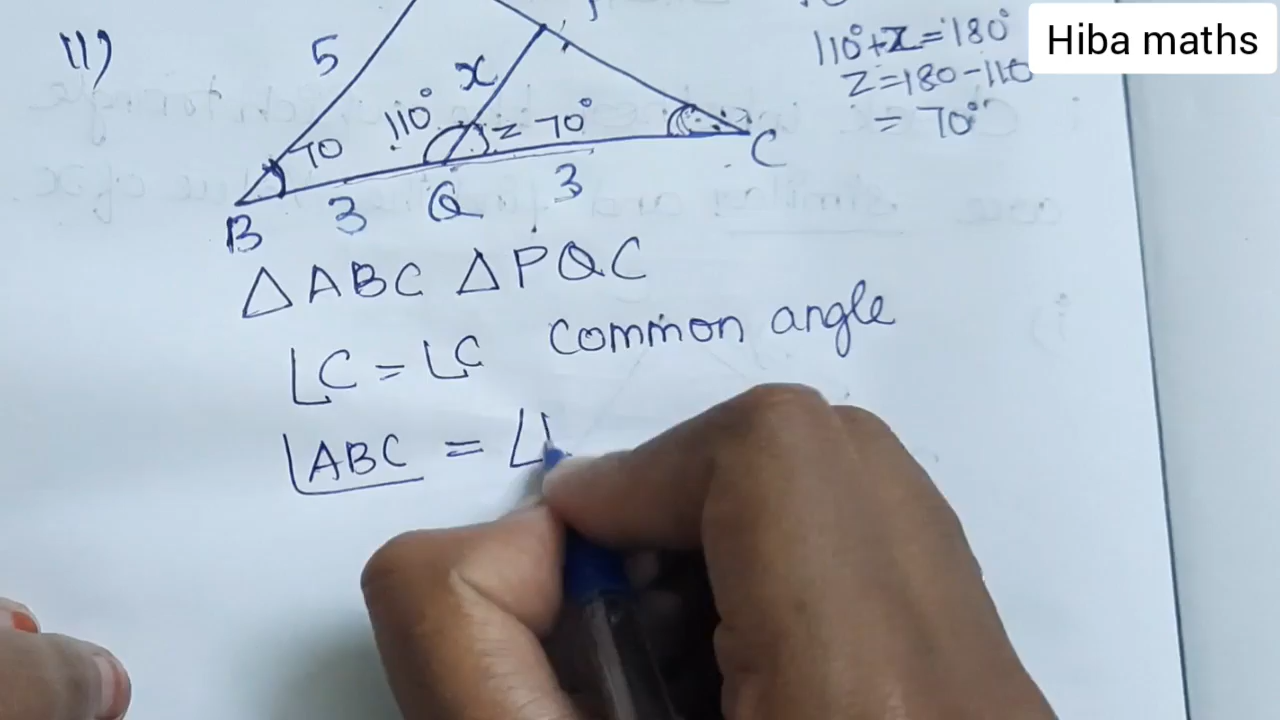 Hiba maths
11)
5
x
110°
70
z = 70°
3
Q
3
B
C
110°+z=180°
z=180-110
= 70°
△ABC △PQC
∠C = ∠C common angle
∠ABC = ∠